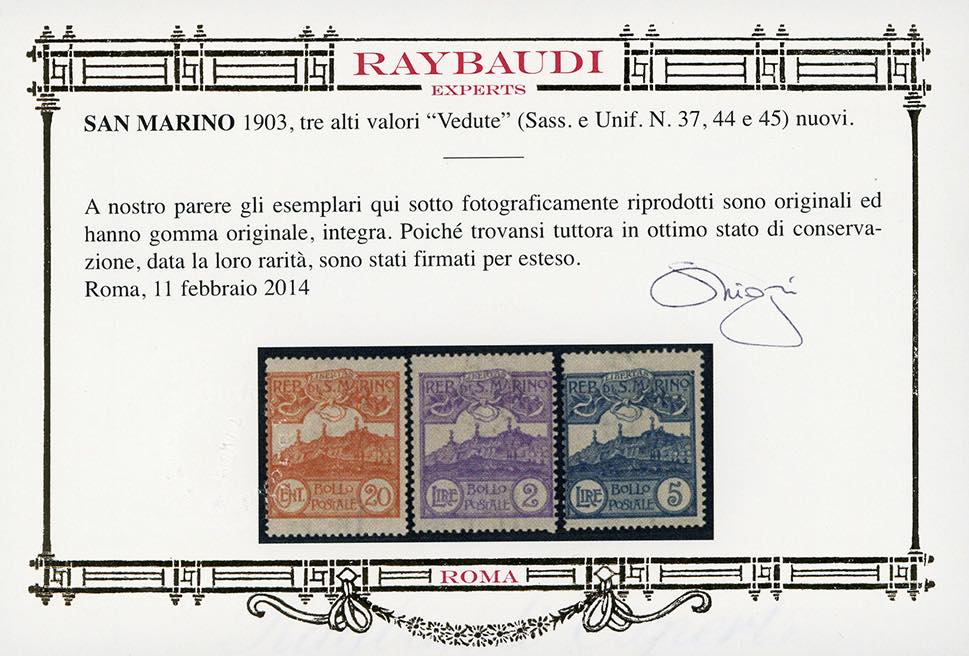 RAYBAUDI
EXPERTS
SAN MARINO 1903, tre alti valori “Vedute” (Sass. e Unif. N. 37, 44 e 45) nuovi.
A nostro parere gli esemplari qui sotto fotograficamente riprodotti sono originali ed
hanno gomma originale, integra. Poiché trovansi tuttora in ottimo stato di conserva-
zione, data la loro rarità, sono stati firmati per esteso.
Roma, 11 febbraio 2014
LIBERTAS
REP. DI S. MARINO
CENT. BOLLO POSTALE 20
LIBERTAS
REP. DI S. MARINO
LIRE BOLLO POSTALE 2
LIBERTAS
REP. DI S. MARINO
LIRE BOLLO POSTALE 5
ROMA